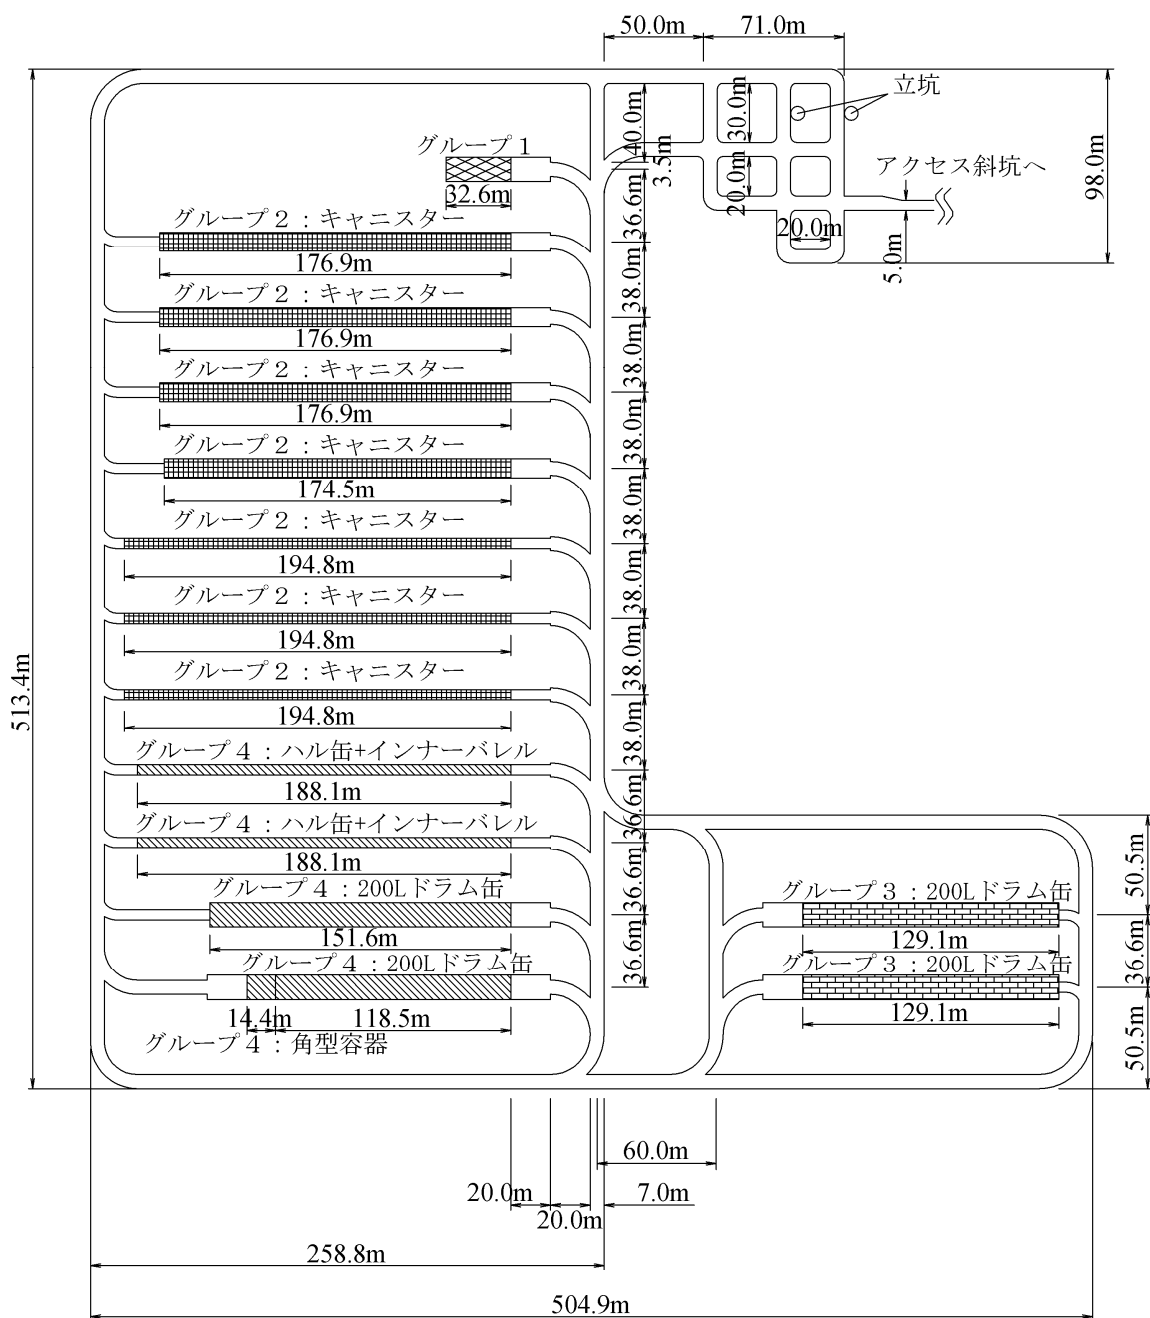 50.0m
71.0m
立坑
40.0m
30.0m
グループ１
3.5m
アクセス斜坑へ
98.0m
32.6m
36.6m
20.0m
グループ２：キャニスター
20.0m
5.0m
176.9m
38.0m
グループ２：キャニスター
176.9m
38.0m
グループ２：キャニスター
176.9m
38.0m
グループ２：キャニスター
174.5m
38.0m
グループ２：キャニスター
194.8m
38.0m
グループ２：キャニスター
194.8m
38.0m
グループ２：キャニスター
513.4m
194.8m
38.0m
グループ４：ハル缶+インナーバレル
188.1m
36.6m
グループ４：ハル缶+インナーバレル
188.1m
36.6m
50.5m
グループ４：200Lドラム缶
グループ３：200Lドラム缶
151.6m
36.6m
129.1m
36.6m
グループ４：200Lドラム缶
グループ３：200Lドラム缶
14.4m
118.5m
129.1m
グループ４：角型容器
50.5m
60.0m
20.0m
7.0m
20.0m
258.8m
504.9m